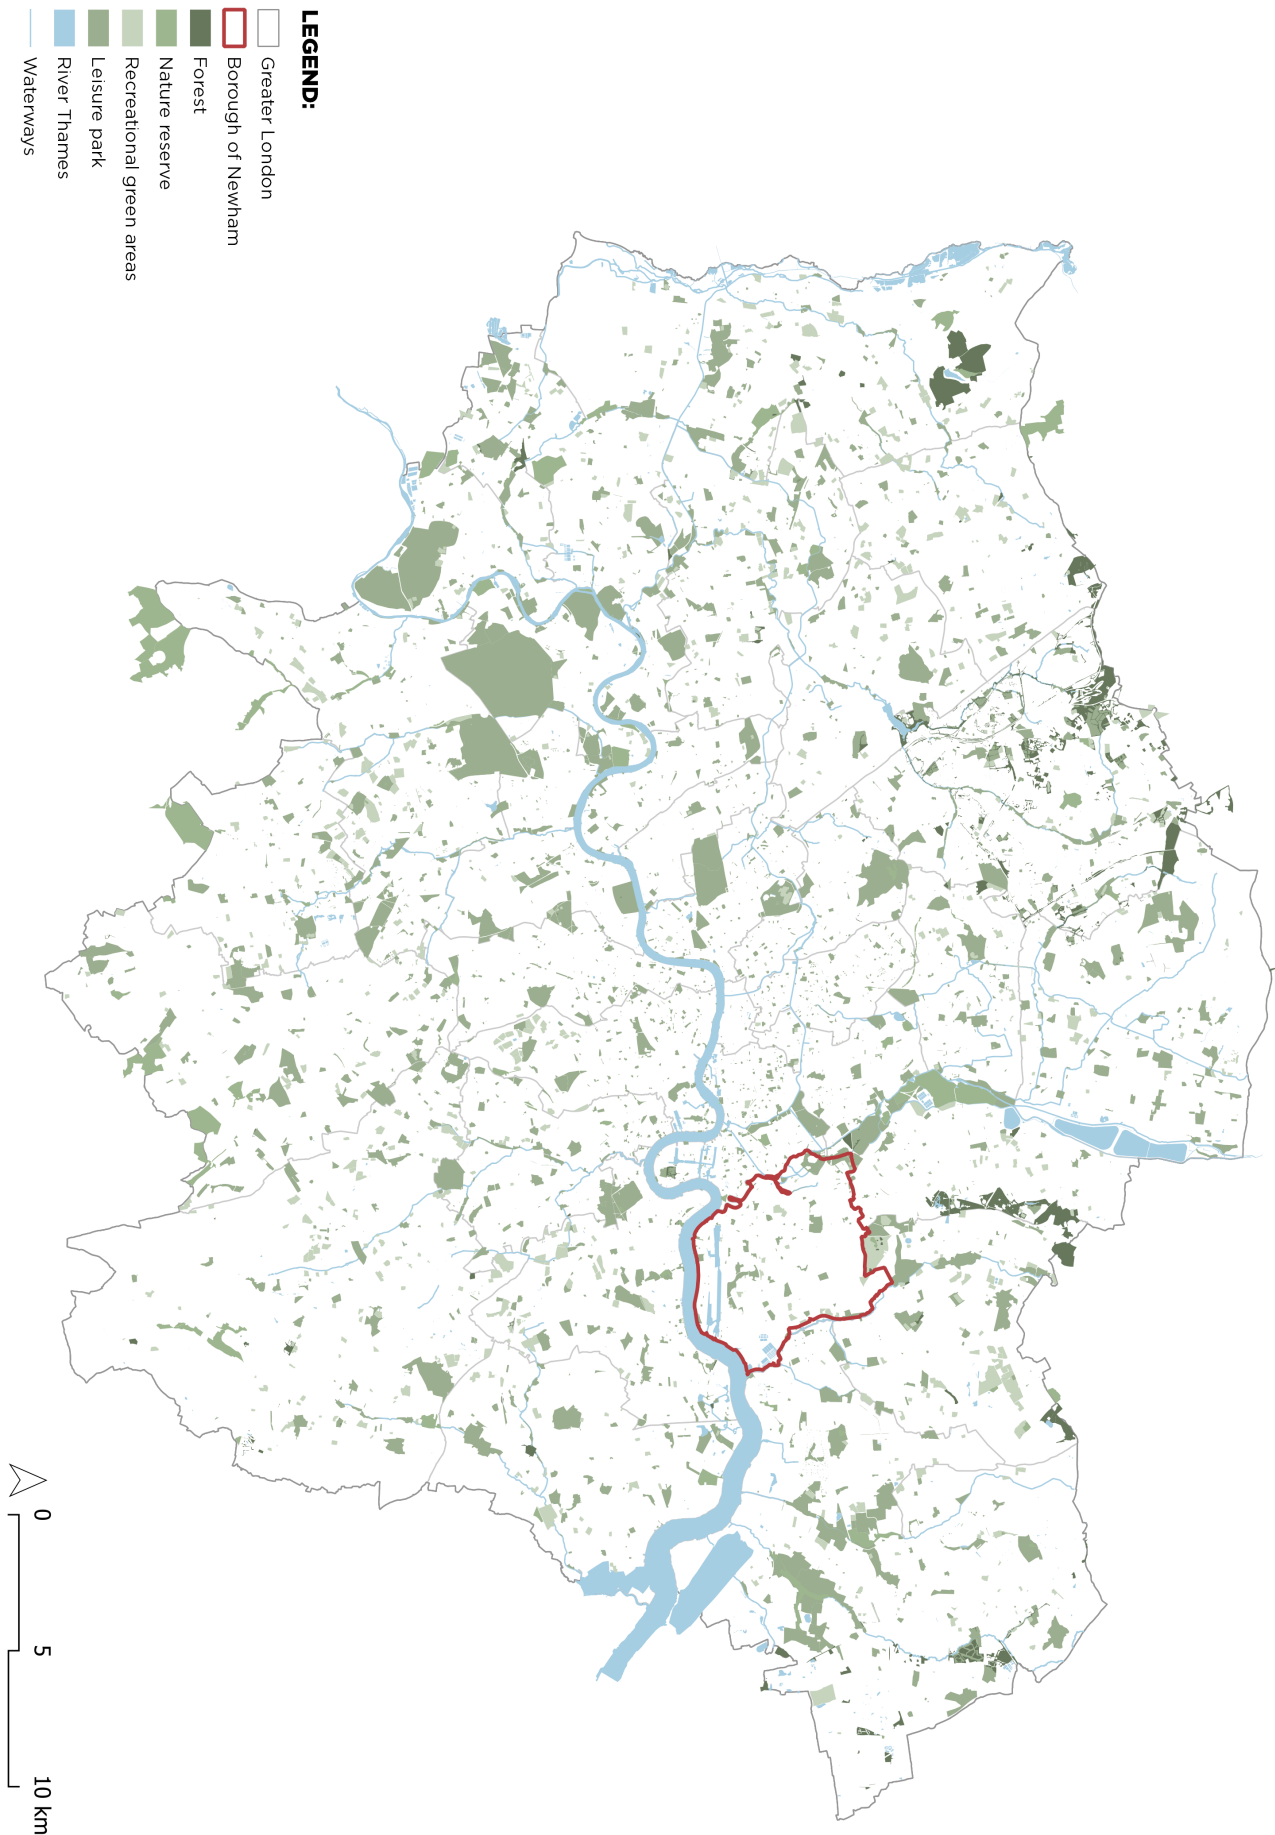 LEGEND:
Greater London
Borough of Newham
Forest
Nature reserve
Recreational green areas
Leisure park
River Thames
Waterways
0 5 10 km